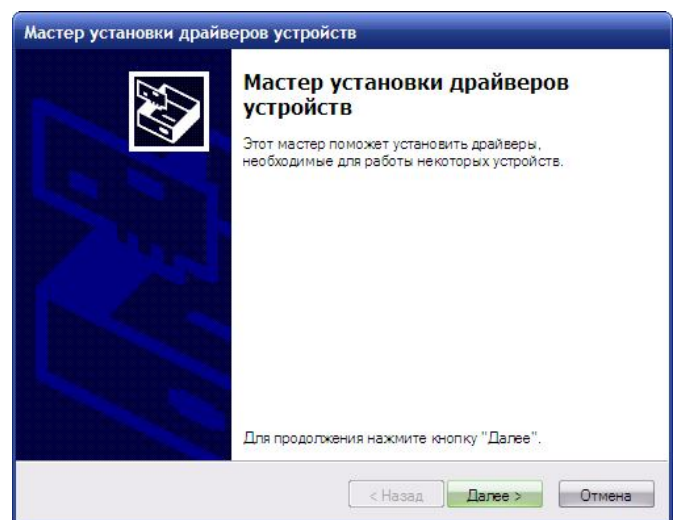 Мастер установки драйверов устройств
Мастер установки драйверов
устройств
Этот мастер поможет установить драйверы,
необходимые для работы некоторых устройств.
Для продолжения нажмите кнопку "Далее".
< Назад
Далее >
Отмена